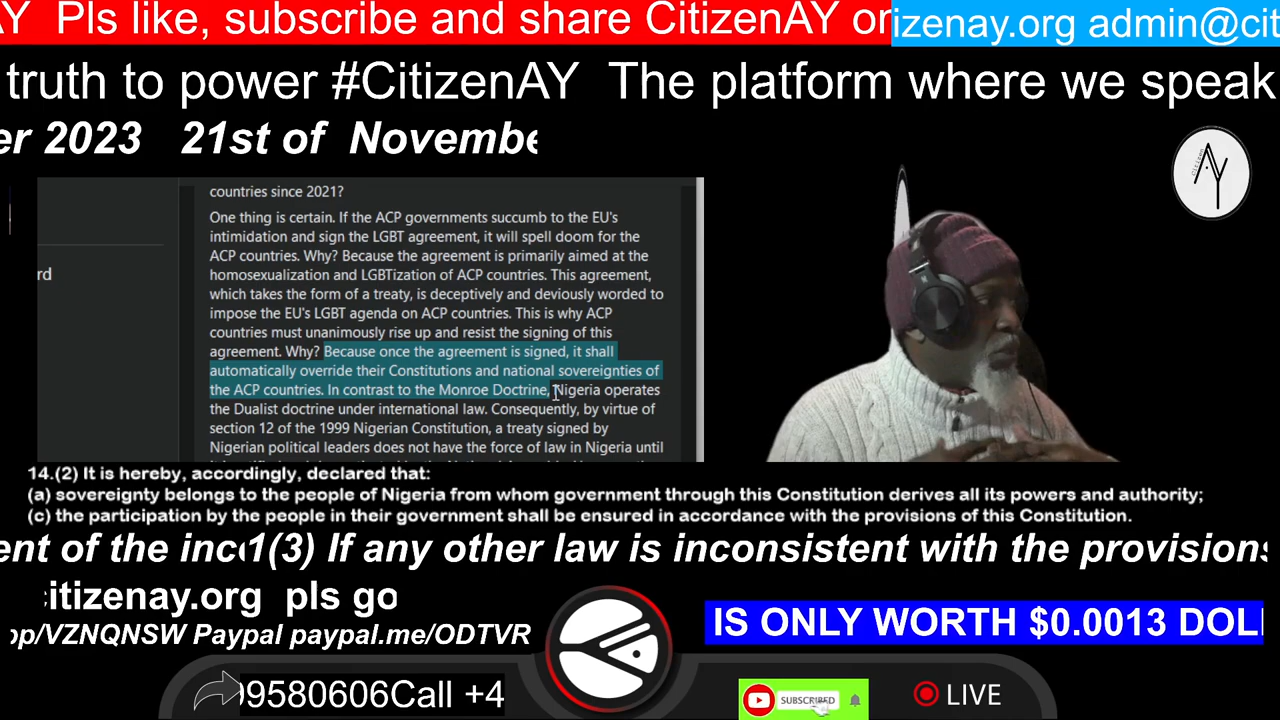 AY Pls like, subscribe and share CitizenAY or
izenay.org admin@cit
truth to power #CitizenAY The platform where we speak
er 2023 21st of Novembe
AY
countries since 2021?
One thing is certain. If the ACP governments succumb to the EU's
intimidation and sign the LGBT agreement, it will spell doom for the
ACP countries. Why? Because the agreement is primarily aimed at the
homosexualization and LGBTization of ACP countries. This agreement,
which takes the form of a treaty, is deceptively and deviously worded to
impose the EU's LGBT agenda on ACP countries. This is why ACP
countries must unanimously rise up and resist the signing of this
agreement. Why? Because once the agreement is signed, it shall
automatically override their Constitutions and national sovereignties of
the ACP countries. In contrast to the Monroe Doctrine, Nigeria operates
the Dualist doctrine under international law. Consequently, by virtue of
section 12 of the 1999 Nigerian Constitution, a treaty signed by
Nigerian political leaders does not have the force of law in Nigeria until
rd
14.(2) It is hereby, accordingly, declared that:
(a) sovereignty belongs to the people of Nigeria from whom government through this Constitution derives all its powers and authority;
(c) the participation by the people in their government shall be ensured in accordance with the provisions of this Constitution.
ent of the inc
1(3) If any other law is inconsistent with the provisions
itizenay.org pls go
pp/VZNQNSW Paypal paypal.me/ODTVR
IS ONLY WORTH $0.0013 DOL
99580606Call +4
SUBSCRIBED
LIVE